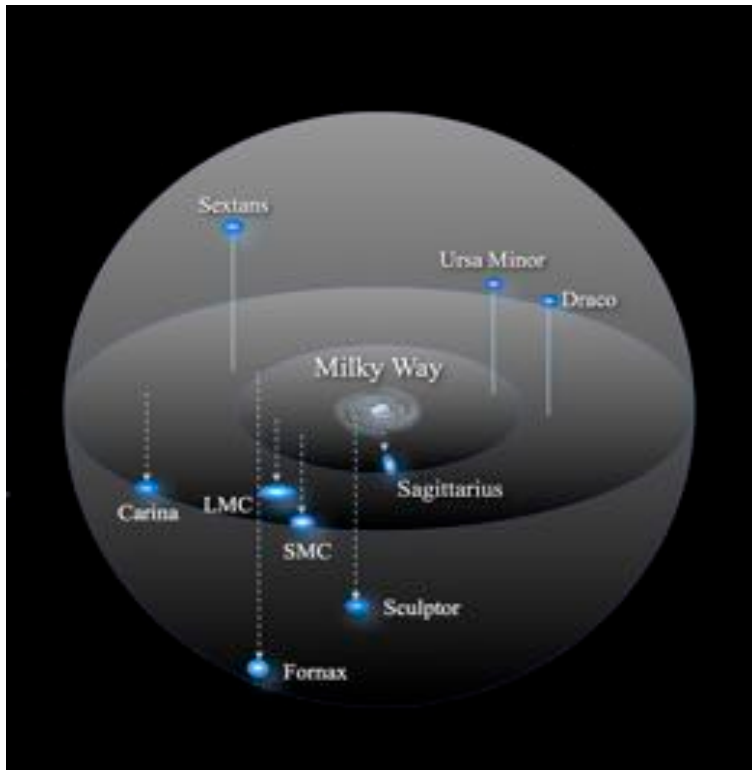 Sextans
Ursa Minor
Draco
Milky Way
Sagittarius
Carina
LMC
SMC
Sculptor
Fornax